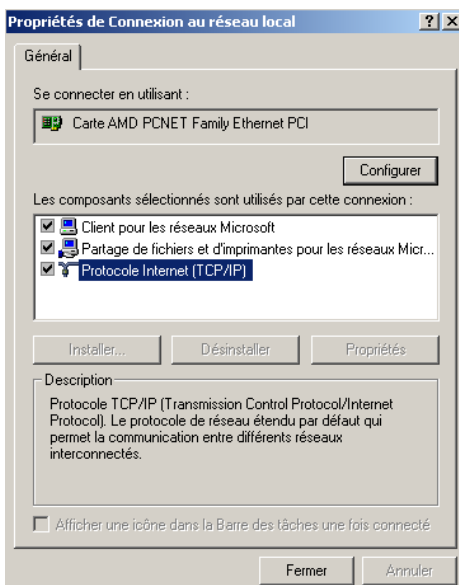 Propriétés de Connexion au réseau local
Général
Se connecter en utilisant :
Carte AMD PCNET Family Ethernet PCI
Configurer
Les composants sélectionnés sont utilisés par cette connexion :
Client pour les réseaux Microsoft
Partage de fichiers et d'imprimantes pour les réseaux Micr...
Protocole Internet (TCP/IP)
Installer... Désinstaller Propriétés
Description
Protocole TCP/IP (Transmission Control Protocol/Internet
Protocol). Le protocole de réseau étendu par défaut qui
permet la communication entre différents réseaux
interconnectés.
Afficher une icône dans la Barre des tâches une fois connecté
Fermer Annuler